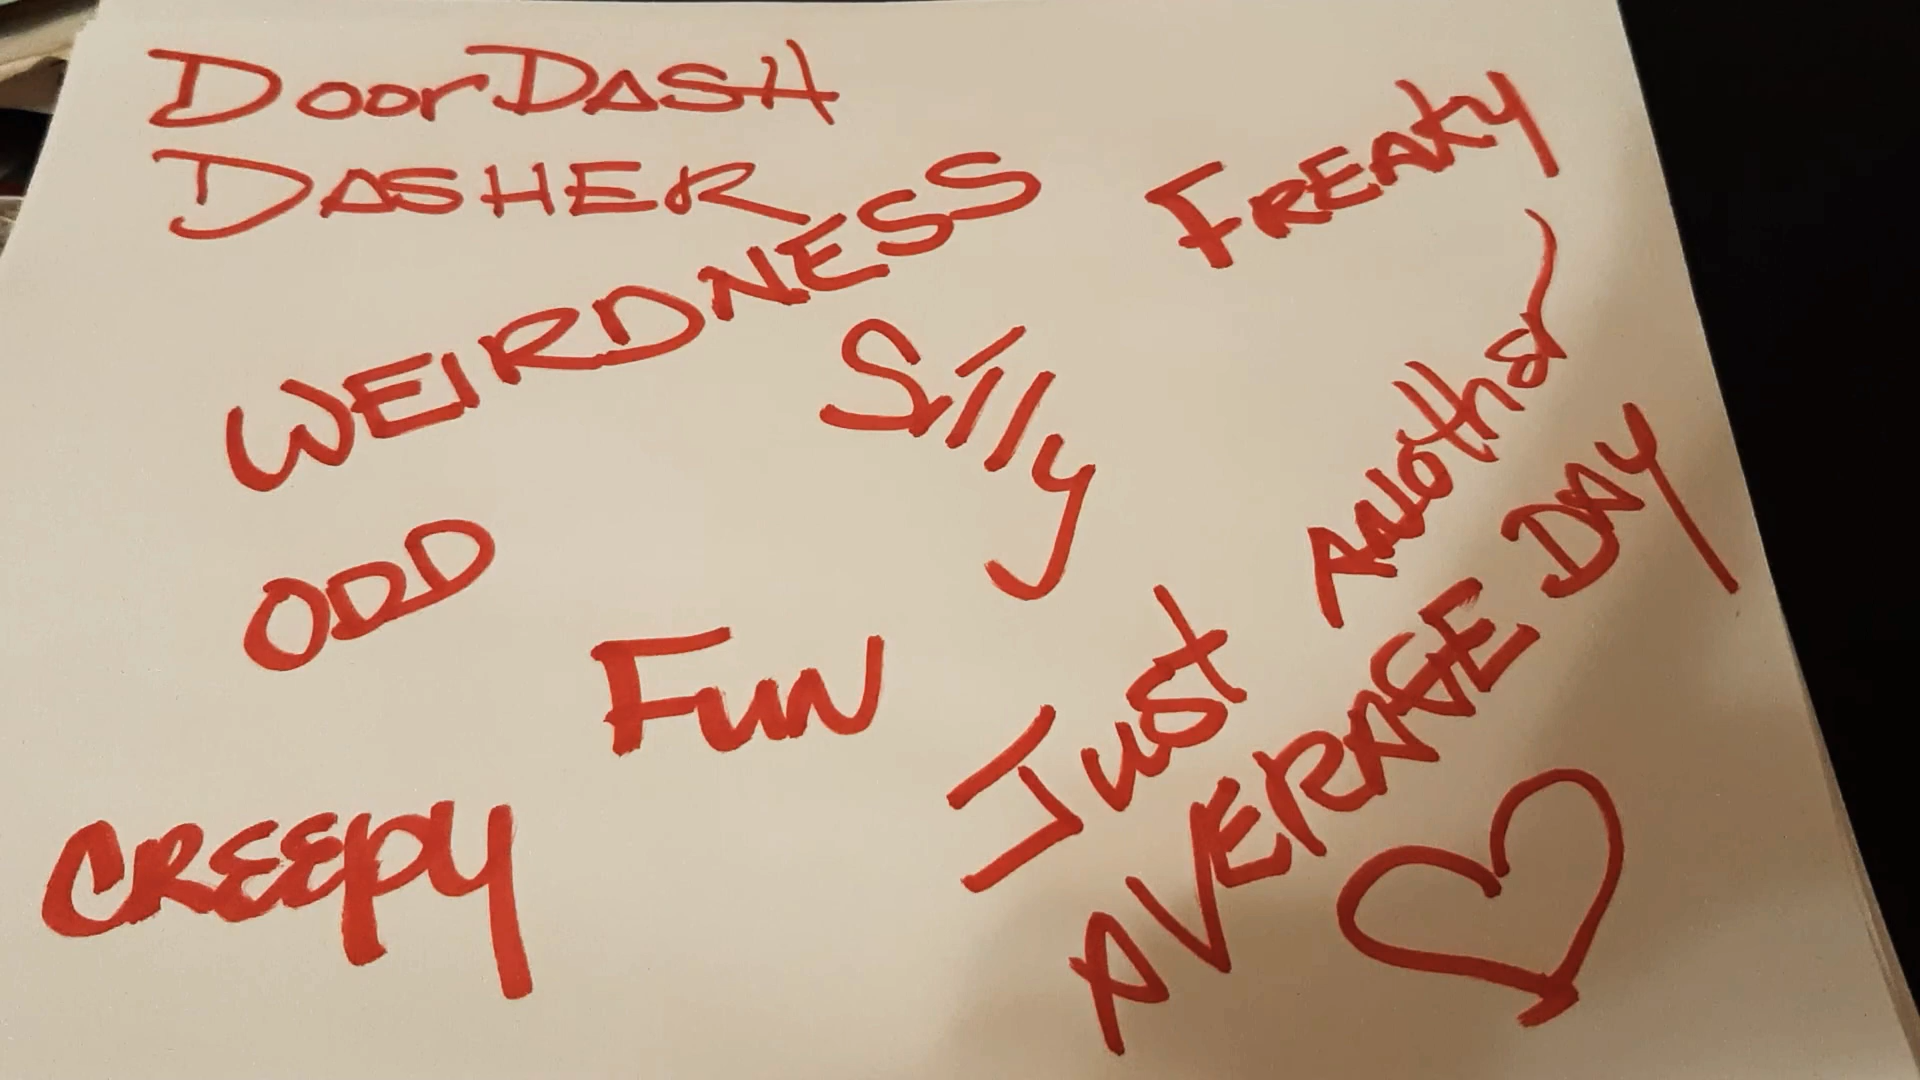 DoorDASH
DASHER
WEIRDNESS
FREAKY
Silly
ODD
Fun
CREEPY
Just Another
AVERAGE DAY